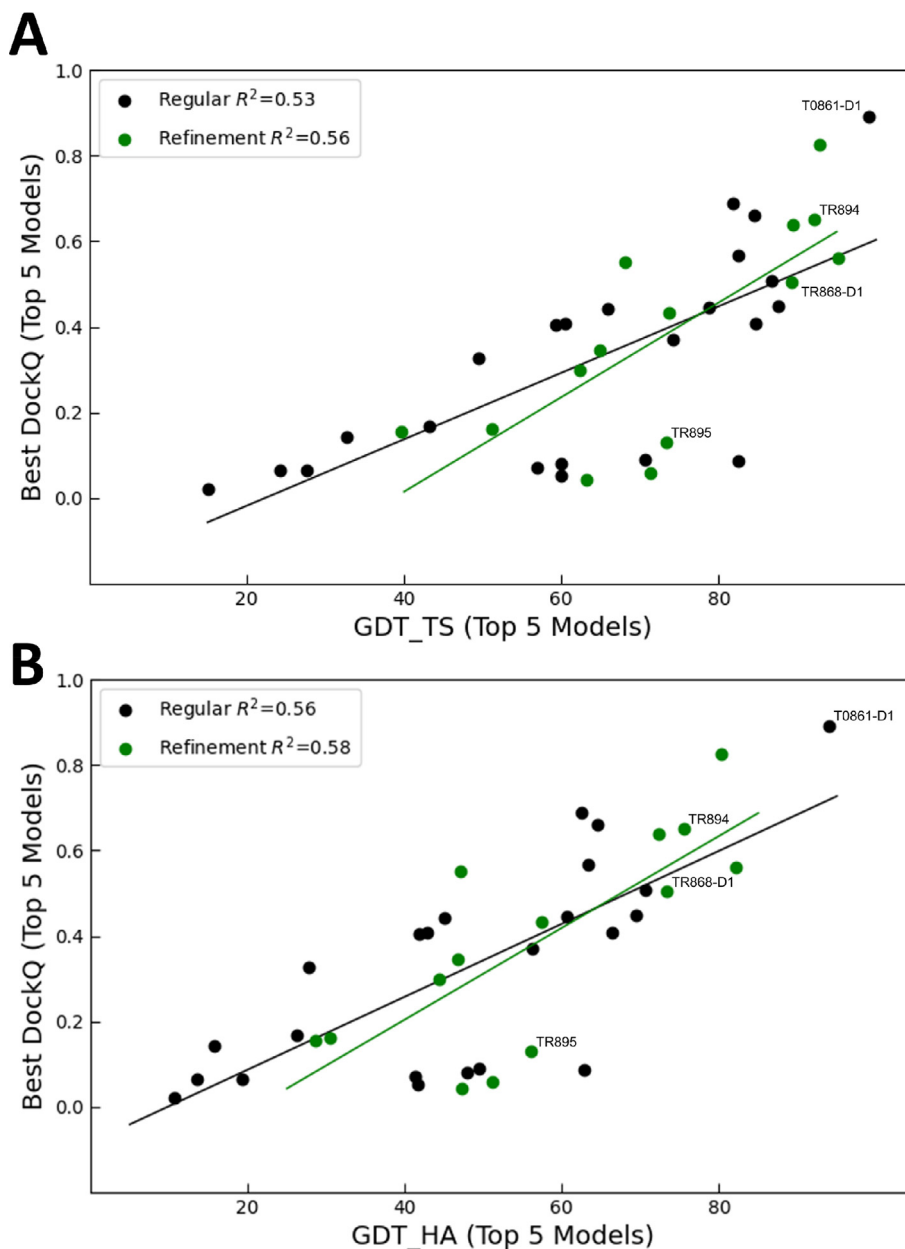 A
Regular R²=0.53
Refinement R²=0.56
T0861-D1
TR894
TR868-D1
TR895
Best DockQ (Top 5 Models)
1.0
0.8
0.6
0.4
0.2
0.0
20 40 60 80
GDT_TS (Top 5 Models)
B
Regular R²=0.56
Refinement R²=0.58
T0861-D1
TR894
TR868-D1
TR895
Best DockQ (Top 5 Models)
1.0
0.8
0.6
0.4
0.2
0.0
20 40 60 80
GDT_HA (Top 5 Models)